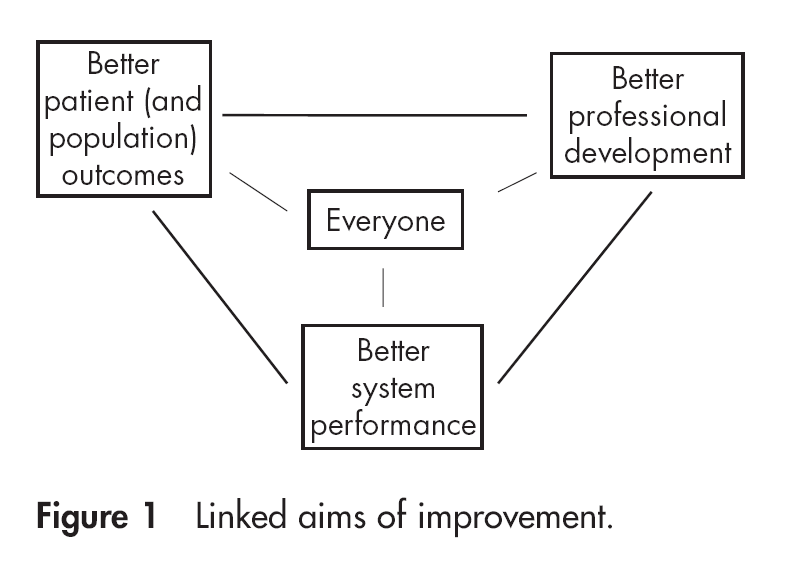 Better
patient (and
population)
outcomes
Better
professional
development
Everyone
Better
system
performance
Figure 1 Linked aims of improvement.